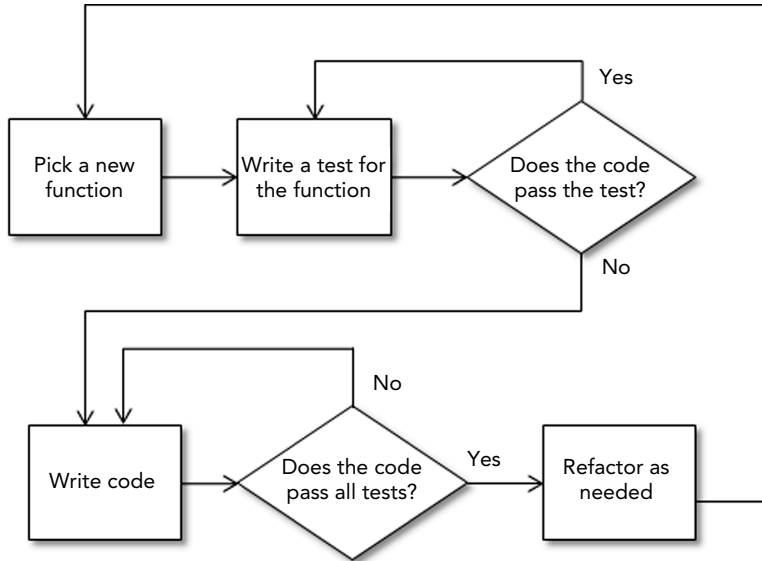 Yes
Pick a new
function
Write a test for
the function
Does the code
pass the test?
No
No
Write code
Does the code
pass all tests?
Yes
Refactor as
needed